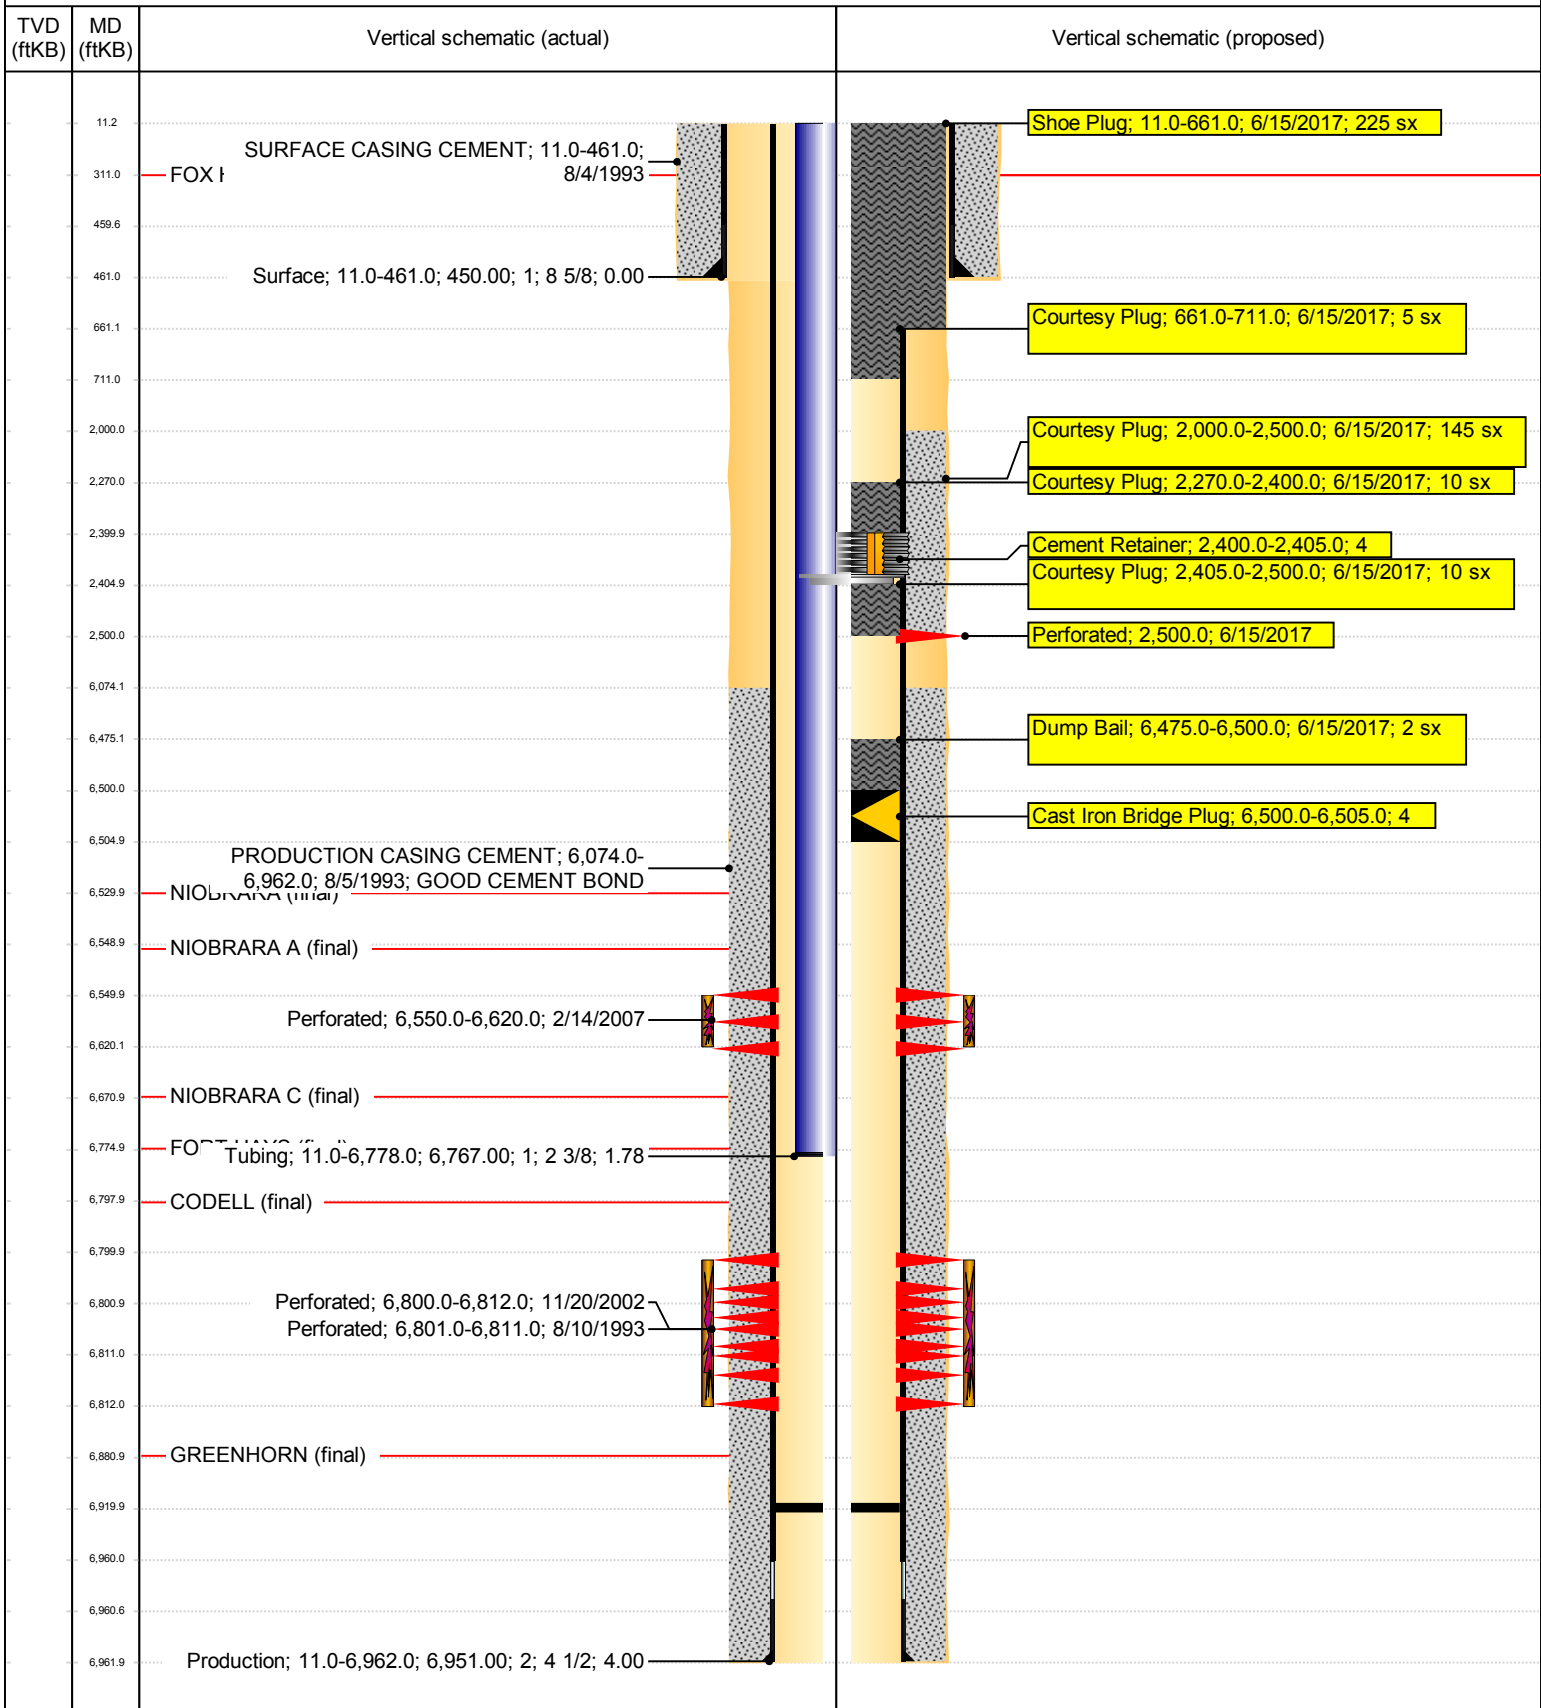 TVD (ftKB)
MD (ftKB)
Vertical schematic (actual)
Vertical schematic (proposed)
11.2
Shoe Plug; 11.0-661.0; 6/15/2017; 225 sx
SURFACE CASING CEMENT; 11.0-461.0;
8/4/1993
311.0
FOX
459.6
461.0
Surface; 11.0-461.0; 450.00; 1; 8 5/8; 0.00
661.1
Courtesy Plug; 661.0-711.0; 6/15/2017; 5 sx
711.0
2,000.0
Courtesy Plug; 2,000.0-2,500.0; 6/15/2017; 145 sx
2,270.0
Courtesy Plug; 2,270.0-2,400.0; 6/15/2017; 10 sx
2,399.9
Cement Retainer; 2,400.0-2,405.0; 4
2,404.9
Courtesy Plug; 2,405.0-2,500.0; 6/15/2017; 10 sx
2,500.0
Perforated; 2,500.0; 6/15/2017
6,074.1
6,475.1
Dump Bail; 6,475.0-6,500.0; 6/15/2017; 2 sx
6,500.0
Cast Iron Bridge Plug; 6,500.0-6,505.0; 4
6,504.9
PRODUCTION CASING CEMENT; 6,074.0-
6,962.0; 8/5/1993; GOOD CEMENT BOND
6,529.9
NIOBRARA (final)
6,548.9
NIOBRARA A (final)
6,549.9
Perforated; 6,550.0-6,620.0; 2/14/2007
6,620.1
6,670.9
NIOBRARA C (final)
6,774.9
FORT HAYS (final)
Tubing; 11.0-6,778.0; 6,767.00; 1; 2 3/8; 1.78
6,797.9
CODELL (final)
6,799.9
6,800.9
Perforated; 6,800.0-6,812.0; 11/20/2002
Perforated; 6,801.0-6,811.0; 8/10/1993
6,811.0
6,812.0
6,880.9
GREENHORN (final)
6,919.9
6,960.0
6,960.6
6,961.9
Production; 11.0-6,962.0; 6,951.00; 2; 4 1/2; 4.00